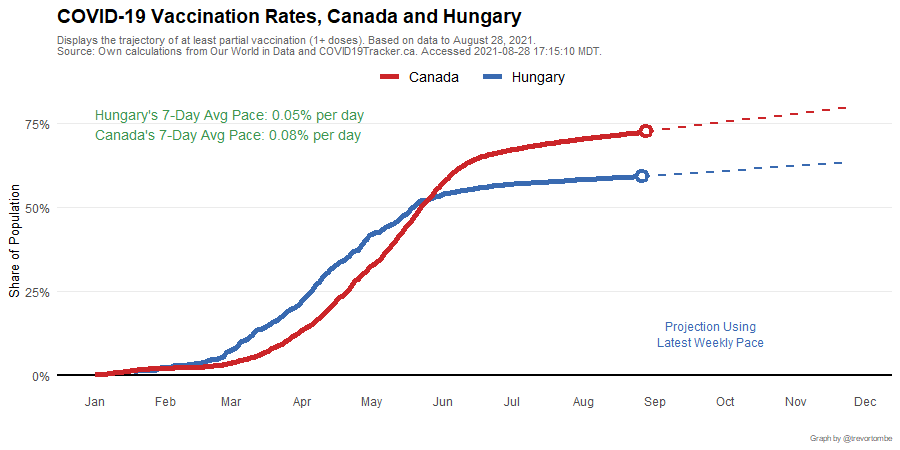 COVID-19 Vaccination Rates, Canada and Hungary
Displays the trajectory of at least partial vaccination (1+ doses). Based on data to August 28, 2021.
Source: Own calculations from Our World in Data and COVID19Tracker.ca. Accessed 2021-08-28 17:15:10 MDT.
Canada Hungary
Hungary's 7-Day Avg Pace: 0.05% per day
Canada's 7-Day Avg Pace: 0.08% per day
75%
50%
25%
0%
Share of Population
Projection Using
Latest Weekly Pace
Jan Feb Mar Apr May Jun Jul Aug Sep Oct Nov Dec
Graph by @trevortombe